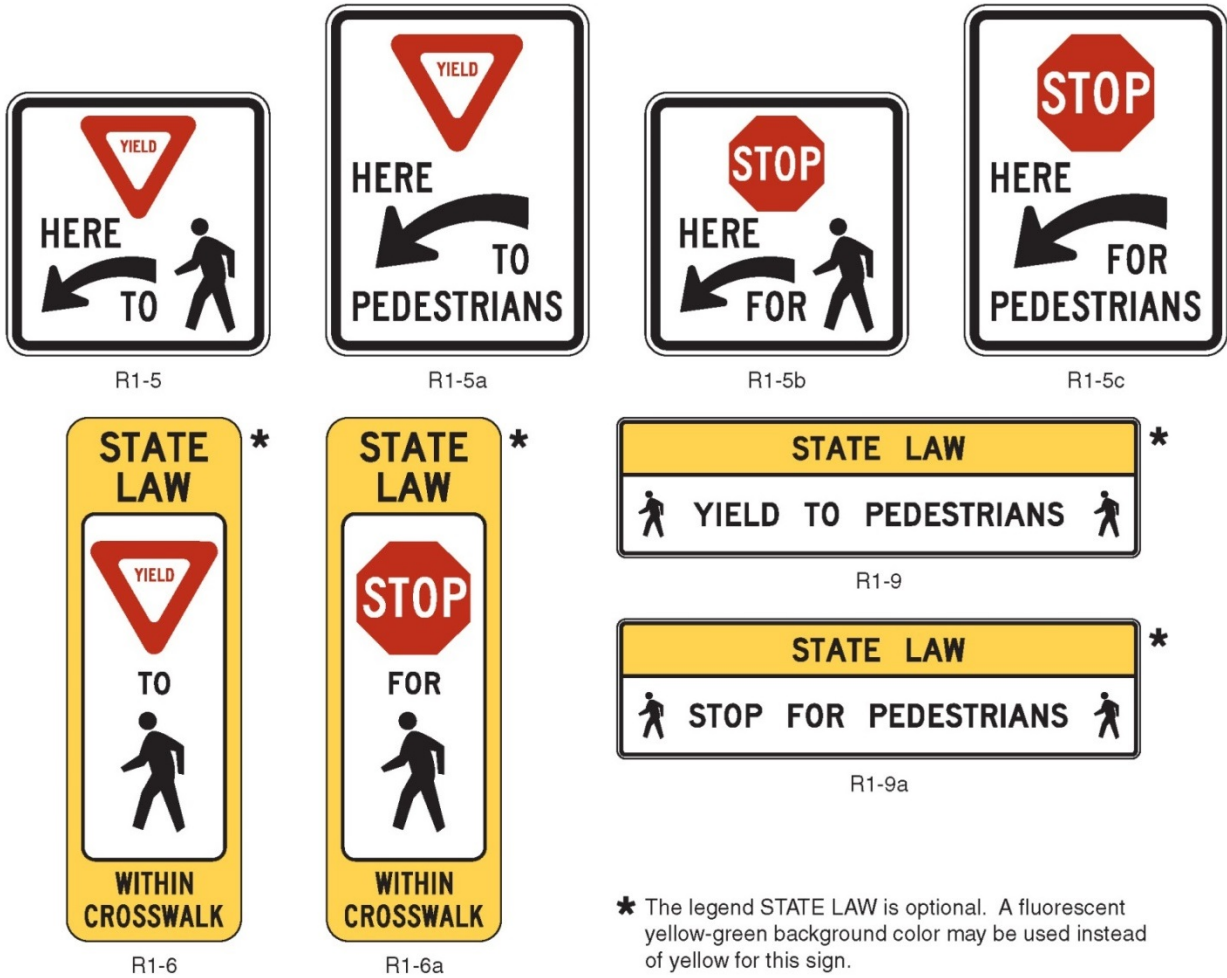 YIELD
HERE
TO
R1-5
YIELD
HERE
TO
PEDESTRIANS
R1-5a
STOP
HERE
FOR
R1-5b
STOP
HERE
FOR
PEDESTRIANS
R1-5c
STATE
LAW
*
YIELD
TO
WITHIN
CROSSWALK
R1-6
STATE
LAW
*
STOP
FOR
WITHIN
CROSSWALK
R1-6a
STATE LAW
*
YIELD TO PEDESTRIANS
R1-9
STATE LAW
*
STOP FOR PEDESTRIANS
R1-9a
* The legend STATE LAW is optional. A fluorescent
yellow-green background color may be used instead
of yellow for this sign.